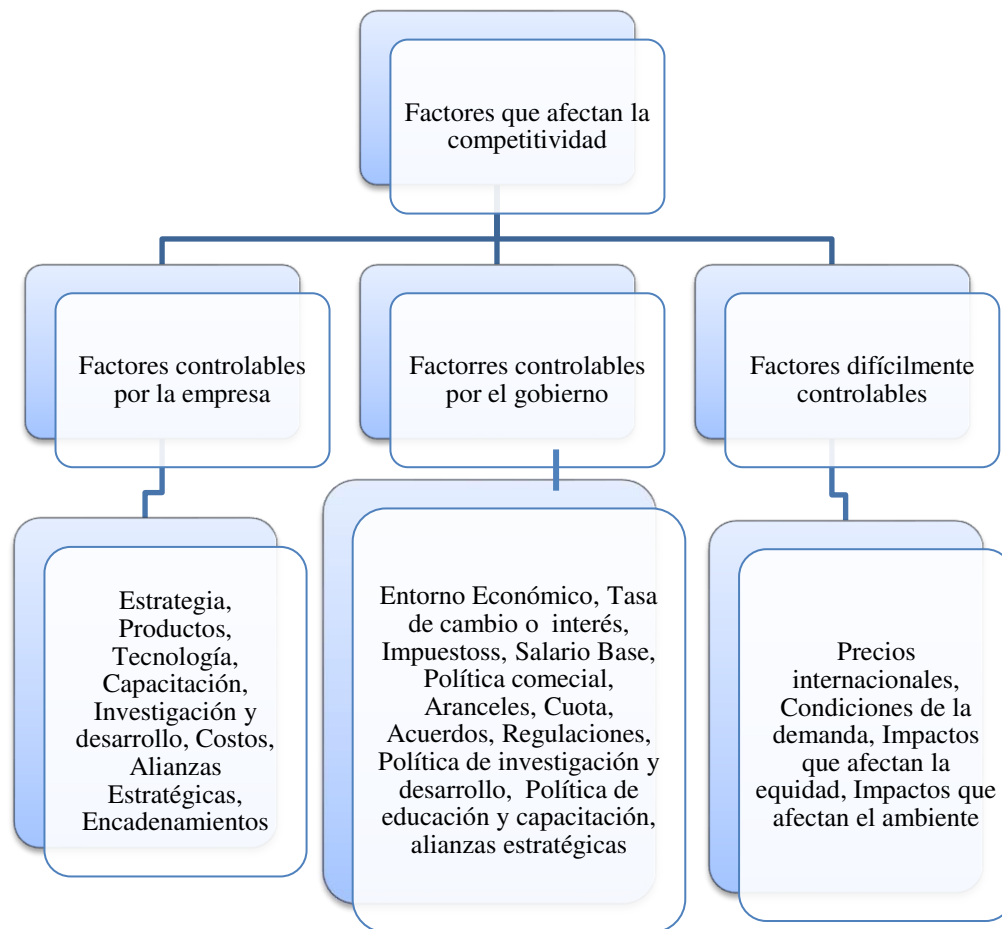 Factores que afectan la
competitividad
Factores controlables
por la empresa
Factorres controlables
por el gobierno
Factores difícilmente
controlables
Estrategia,
Productos,
Tecnología,
Capacitación,
Investigación y
desarrollo, Costos,
Alianzas
Estratégicas,
Encadenamientos
Entorno Económico, Tasa
de cambio o interés,
Impuestoss, Salario Base,
Política comecial,
Aranceles, Cuota,
Acuerdos, Regulaciones,
Política de investigación y
desarrollo, Política de
educación y capacitación,
alianzas estratégicas
Precios
internacionales,
Condiciones de la
demanda, Impactos
que afectan la
equidad, Impactos que
afectan el ambiente